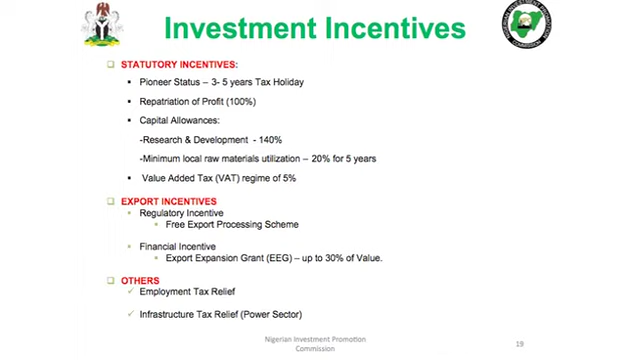 Investment Incentives
STATUTORY INCENTIVES:
Pioneer Status – 3- 5 years Tax Holiday
Repatriation of Profit (100%)
Capital Allowances:
-Research & Development - 140%
-Minimum local raw materials utilization – 20% for 5 years
Value Added Tax (VAT) regime of 5%
EXPORT INCENTIVES
Regulatory Incentive
Free Export Processing Scheme
Financial Incentive
Export Expansion Grant (EEG) – up to 30% of Value.
OTHERS
Employment Tax Relief
Infrastructure Tax Relief (Power Sector)
Nigerian Investment Promotion
Commission
19